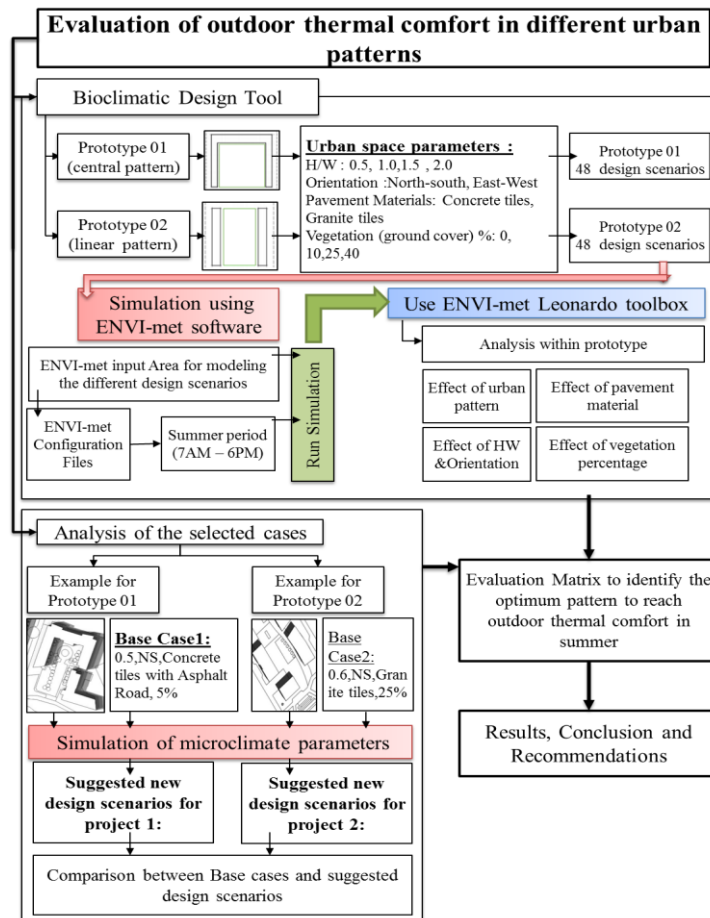 Evaluation of outdoor thermal comfort in different urban
patterns
Bioclimatic Design Tool
Prototype 01
(central pattern)
Urban space parameters :
H/W : 0.5, 1.0,1.5 , 2.0
Orientation :North-south, East-West
Pavement Materials: Concrete tiles,
Granite tiles
Vegetation (ground cover) %: 0,
10,25,40
Prototype 01
48 design scenarios
Prototype 02
(linear pattern)
Prototype 02
48 design scenarios
Simulation using
ENVI-met software
Use ENVI-met Leonardo toolbox
ENVI-met input Area for modeling
the different design scenarios
ENVI-met
Configuration
Files
Summer period
(7AM – 6PM)
Run Simulation
Analysis within prototype
Effect of urban
pattern
Effect of pavement
material
Effect of HW
&Orientation
Effect of vegetation
percentage
Analysis of the selected cases
Example for
Prototype 01
Example for
Prototype 02
Base Case1:
0.5,NS,Concrete
tiles with Asphalt
Road, 5%
Base
Case2:
0.6,NS,Gran
ite tiles,25%
Simulation of microclimate parameters
Suggested new
design scenarios for
project 1:
Suggested new
design scenarios for
project 2:
Comparison between Base cases and suggested
design scenarios
Evaluation Matrix to identify the
optimum pattern to reach
outdoor thermal comfort in
summer
Results, Conclusion and
Recommendations